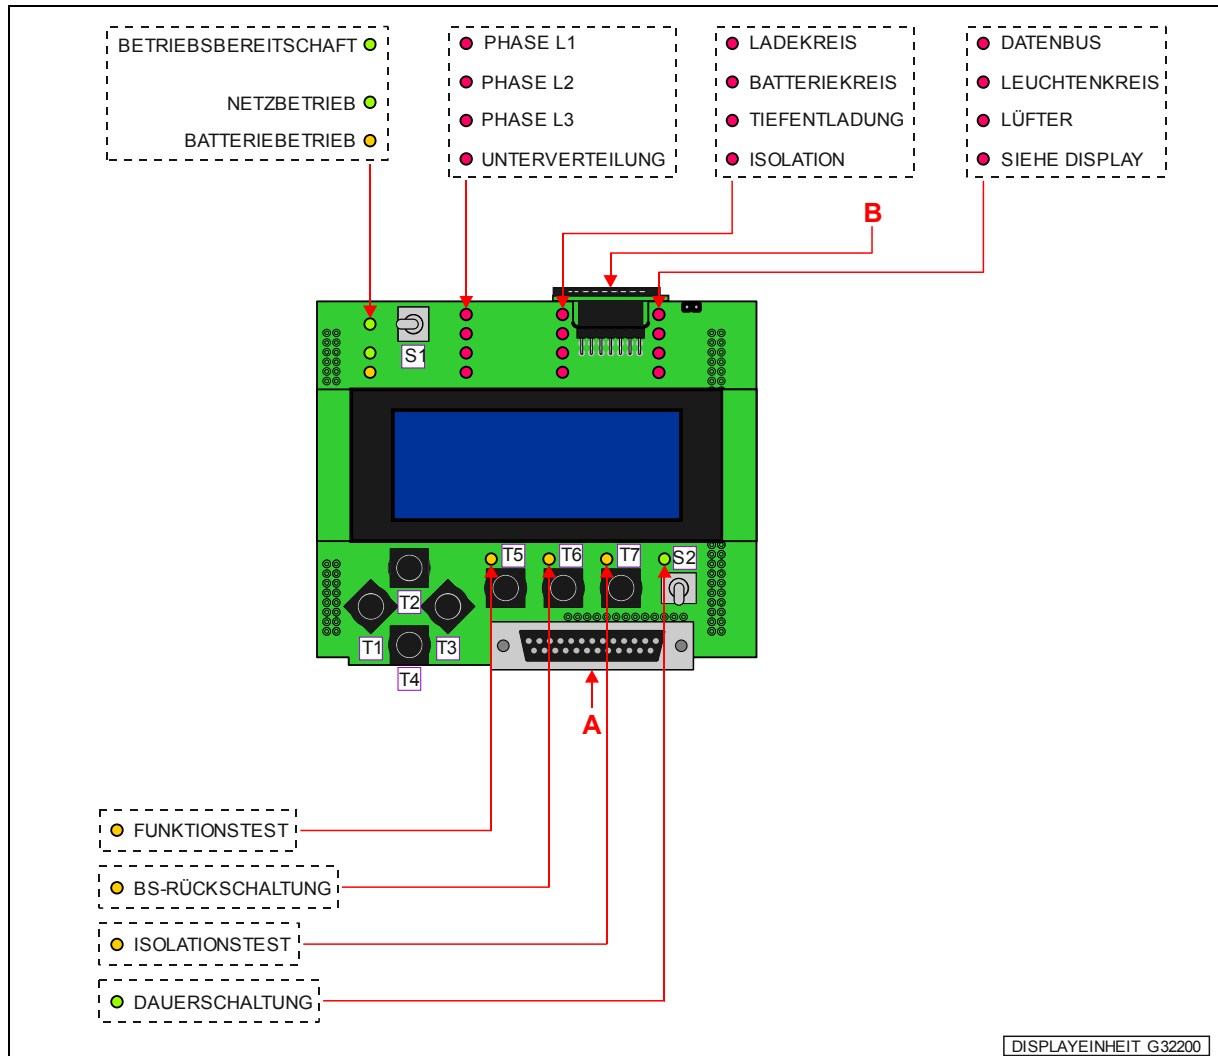 BETRIEBSBEREITSCHAFT
NETZBETRIEB
BATTERIEBETRIEB
PHASE L1
PHASE L2
PHASE L3
UNTERVERTEILUNG
LADEKREIS
BATTERIEKREIS
TIEFENTLADUNG
ISOLATION
DATENBUS
LEUCHTENKREIS
LÜFTER
SIEHE DISPLAY
B
S1
T5
T6
T7
S2
T2
T1
T3
T4
A
FUNKTIONSTEST
BS-RÜCKSCHALTUNG
ISOLATIONSTEST
DAUERSCHALTUNG
DISPLAYEINHEIT G32200